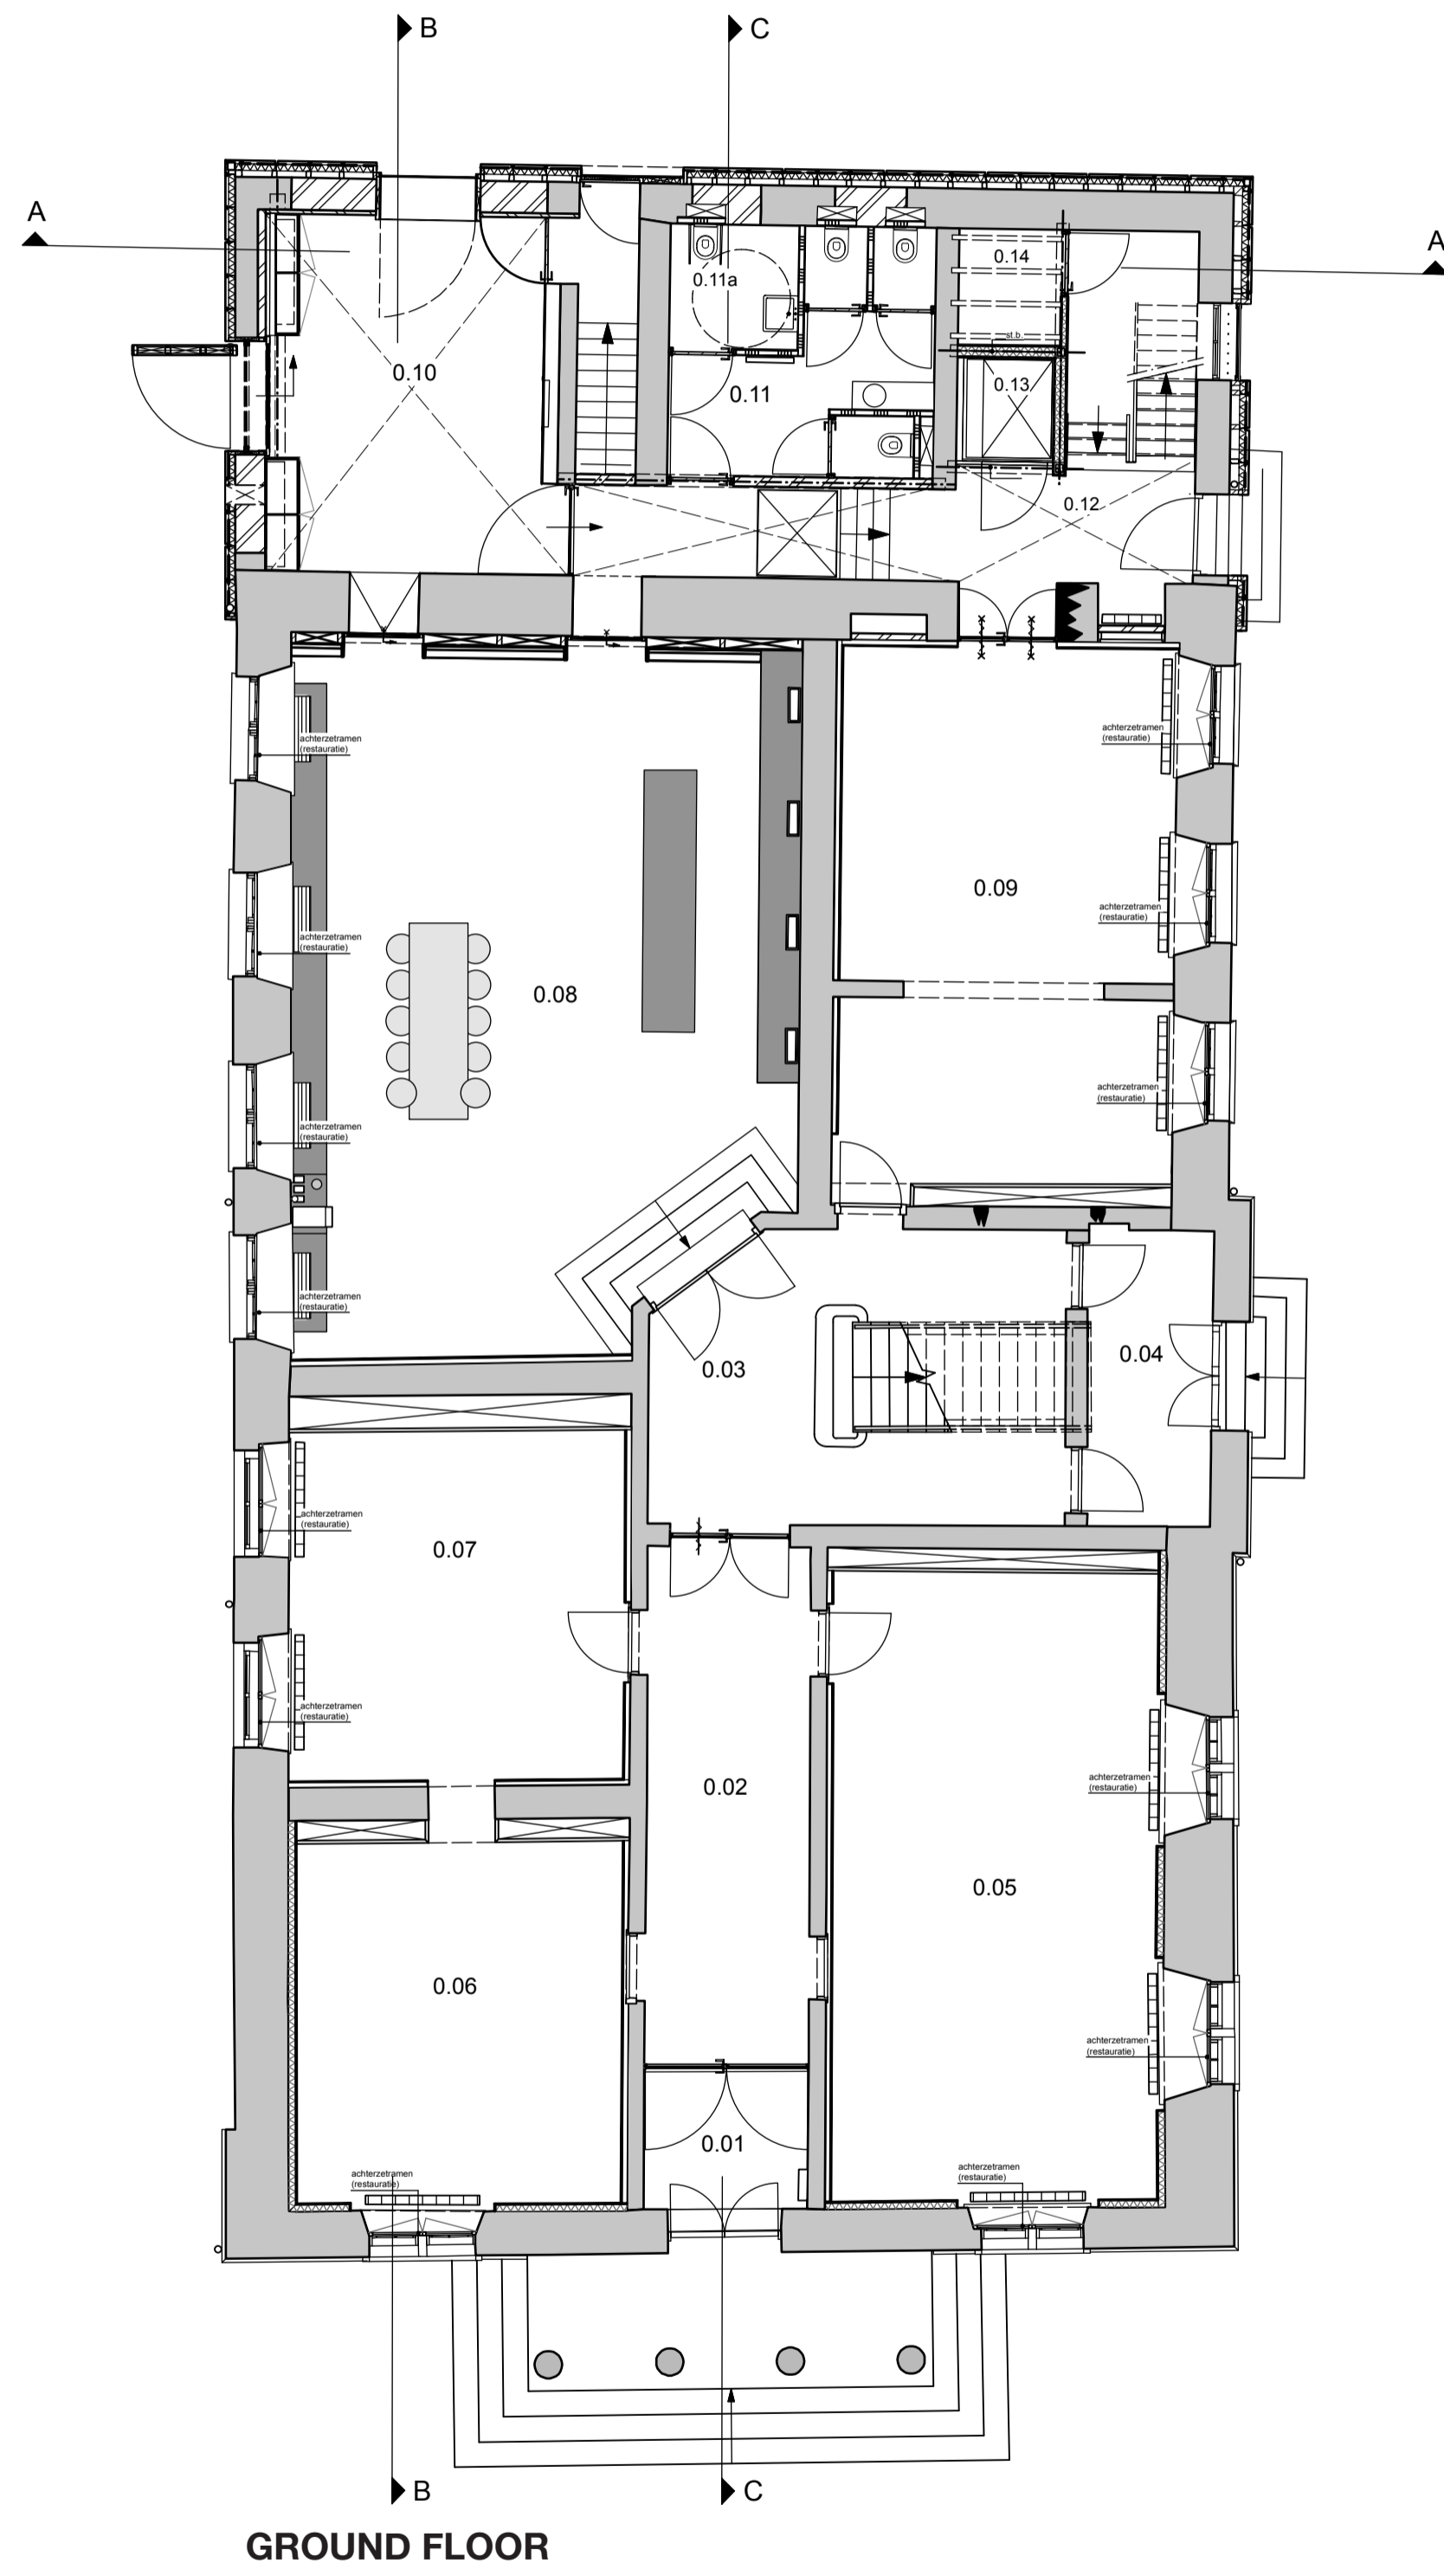 B
C
A
A
0.14
0.11a
st.b.
0.10
0.13
0.11
0.12
achterzetramen
(restauratie)
achterzetramen
(restauratie)
0.09
achterzetramen
(restauratie)
achterzetramen
(restauratie)
0.08
achterzetramen
(restauratie)
achterzetramen
(restauratie)
achterzetramen
(restauratie)
0.03
0.04
achterzetramen
(restauratie)
0.07
achterzetramen
(restauratie)
0.02
achterzetramen
(restauratie)
0.05
0.06
achterzetramen
(restauratie)
0.01
achterzetramen
(restauratie)
achterzetramen
(restauratie)
B
C
GROUND FLOOR